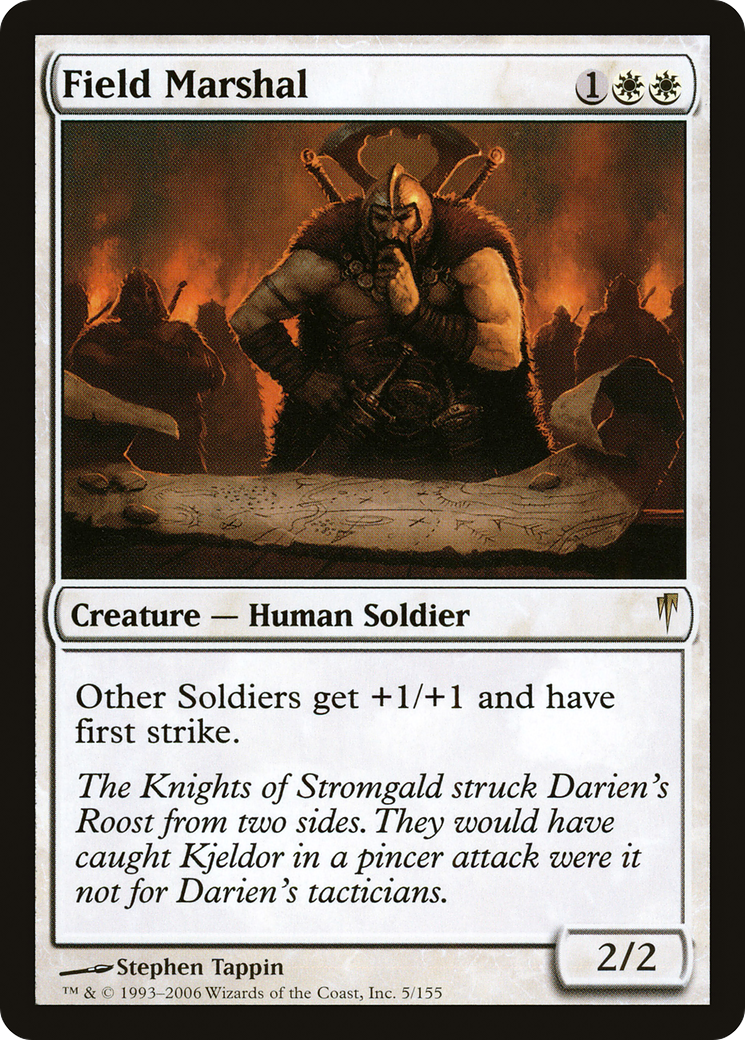 Field Marshal 1
Creature — Human Soldier
Other Soldiers get +1/+1 and have
first strike.
The Knights of Stromgald struck Darien's
Roost from two sides. They would have
caught Kjeldor in a pincer attack were it
not for Darien's tacticians.
2/2
Stephen Tappin
™ & © 1993–2006 Wizards of the Coast, Inc. 5/155